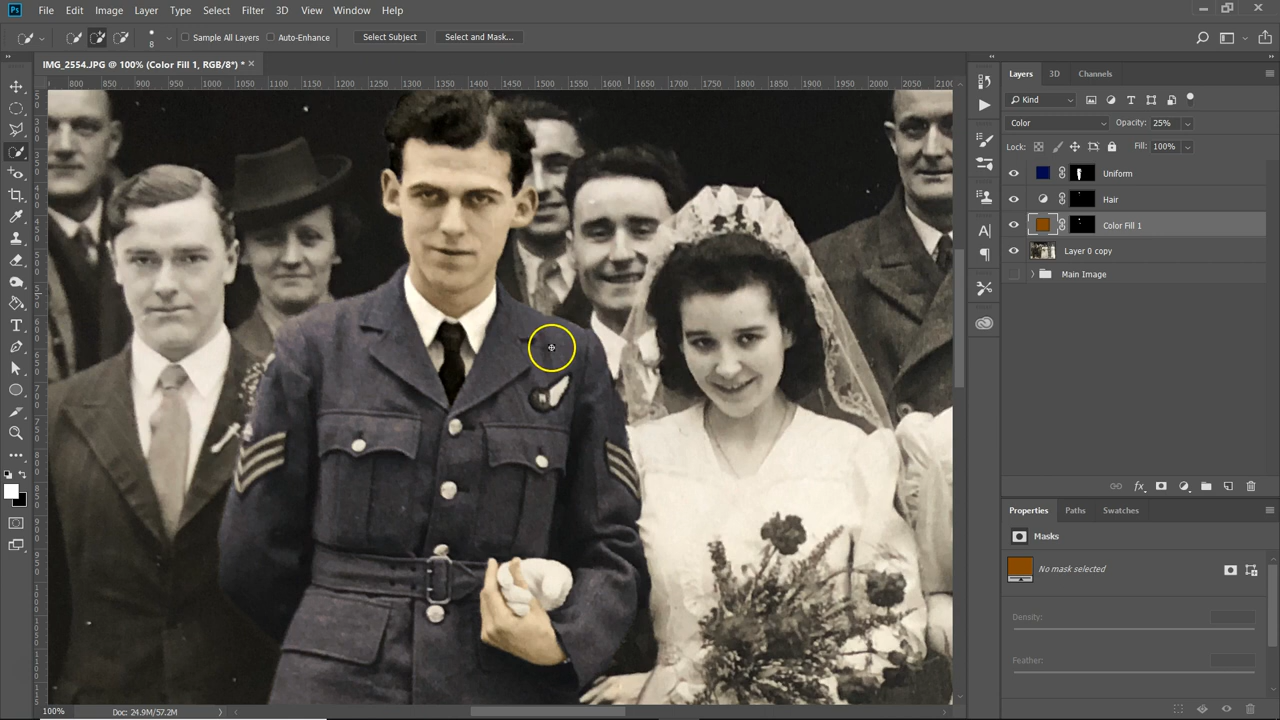 Ps File Edit Image Layer Type Select Filter 3D View Window Help
8 Sample All Layers Auto-Enhance Select Subject Select and Mask...
IMG_2554.JPG @ 100% (Color Fill 1, RGB/8*) * ×
800 850 900 950 1000 1050 1100 1150 1200 1250 1300 1350 1400 1450 1500 1550 1600 1650 1700 1750 1800 1850 1900 1950 2000 2050 2100
Layers 3D Channels
Kind
Color Opacity: 25%
Lock: Fill: 100%
Uniform
Hair
Color Fill 1
Layer 0 copy
Main Image
fx
Properties Paths Swatches
Masks
No mask selected
Density:
Feather:
100% Doc: 24.9M/57.2M